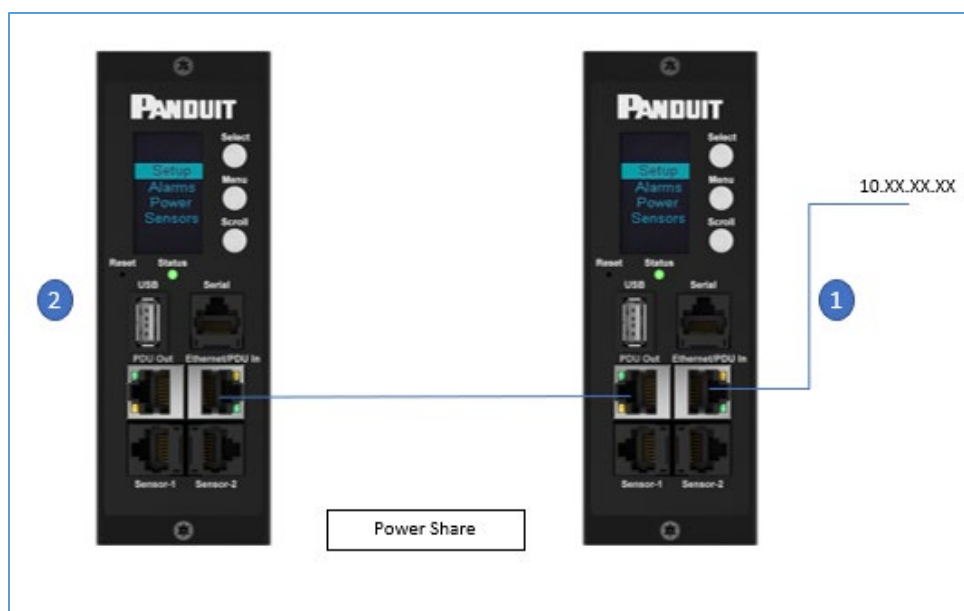 PANDUIT
Select
Setup
Alarms
Menu
Power
Sensors
Scroll
Reset Status
USB Serial
PDU Out Ethernet/PDU In
Sensor-1 Sensor-2
2
PANDUIT
Select
Setup
Alarms
Menu
Power
Sensors
Scroll
Reset Status
USB Serial
PDU Out Ethernet/PDU In
Sensor-1 Sensor-2
10.XX.XX.XX
1
Power Share